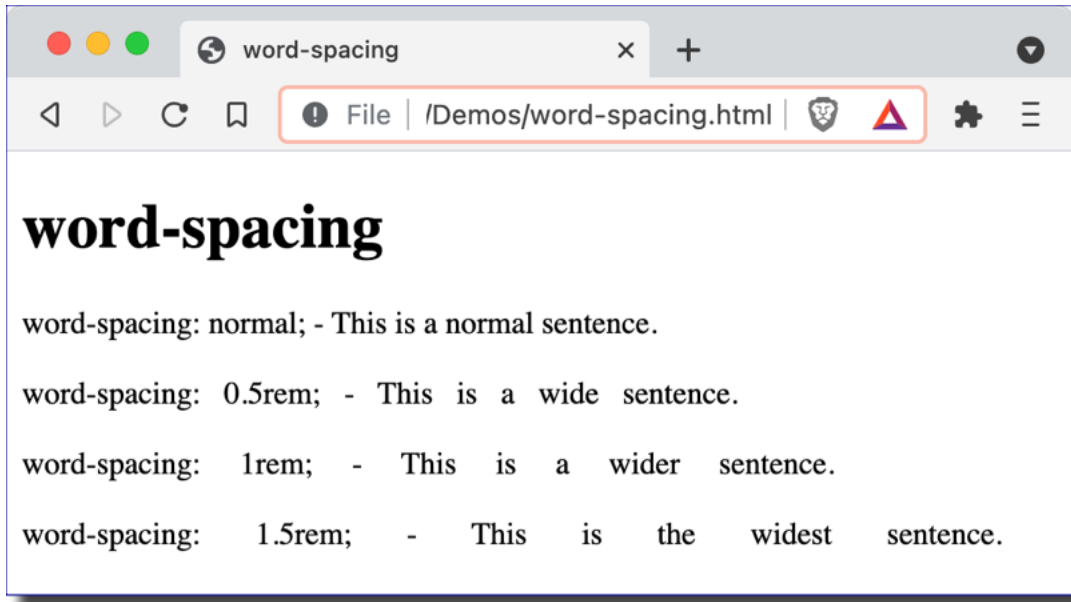 word-spacing
File | /Demos/word-spacing.html
word-spacing
word-spacing: normal; - This is a normal sentence.
word-spacing: 0.5rem; - This is a wide sentence.
word-spacing: 1rem; - This is a wider sentence.
word-spacing: 1.5rem; - This is the widest sentence.